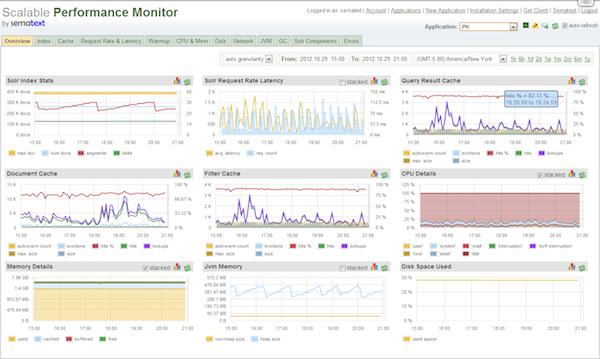 Scalable Performance Monitor
by sematext
Logged in as: sematext | Account | Applications | New Application | Installation Settings | Get Client | Sematext | Logout
Application: PH auto-refresh
Overview Index Cache Request Rate & Latency Warmup CPU & Mem Disk Network JVM GC Solr Components Errors
auto granularity From: 2012.10.29 15:00 To: 2012.10.29 21:00 (GMT-5:00) America/New York 1h 6h 1d 1w 2w 1m 2m 6m 1y
Solr Index Stats
400 K docs 40
300 K docs 30
200 K docs 20
100 K docs 10
0 docs 0
15:00 16:00 17:00 18:00 19:00 20:00 21:00
max doc num docs segments delta
Solr Request Rate Latency
stacked
4 K 150 ms
3 K 112.5 ms
2 K 75 ms
1 K 37.5 ms
0 0 ms
15:00 16:00 17:00 18:00 19:00 20:00 21:00
avg. latency req. count
Query Result Cache
hits % = 87.17 %
18:20:00 to 18:24:59
4 K 100 %
3 K 75 %
2 K 50 %
1 K 25 %
0 0 %
15:00 16:00 17:00 18:00 19:00 20:00 21:00
autowarm count evictions hits % hits lookups
max. size size
Document Cache
15 K 100 %
66.67 %
10 K
5 K 33.33 %
0 0 %
15:00 16:00 17:00 18:00 19:00 20:00 21:00
autowarm count evictions hits % hits lookups
max. size size
Filter Cache
4 K 100 %
3 K 75 %
2 K 50 %
1 K 25 %
0 0 %
15:00 16:00 17:00 18:00 19:00 20:00 21:00
autowarm count evictions hits % hits lookups
max. size size
CPU Details
stacked
150 %
100 %
50 %
0 %
15:00 16:00 17:00 18:00 19:00 20:00 21:00
'user' 'system' 'wait' 'interruption' 'soft interruption'
'nice' 'steal' 'idle'
Memory Details
stacked
1.86 GB
1.4 GB
476.84 MB
0 B
15:00 16:00 17:00 18:00 19:00 20:00 21:00
used cached buffered free
Jvm Memory
stacked
572.2 MB
476.84 MB
381.47 MB
286.1 MB
190.73 MB
95.37 MB
0 B
15:00 16:00 17:00 18:00 19:00 20:00 21:00
non-heap size heap size
Disk Space Used
30 %
20 %
10 %
0 %
15:00 16:00 17:00 18:00 19:00 20:00 21:00
used space